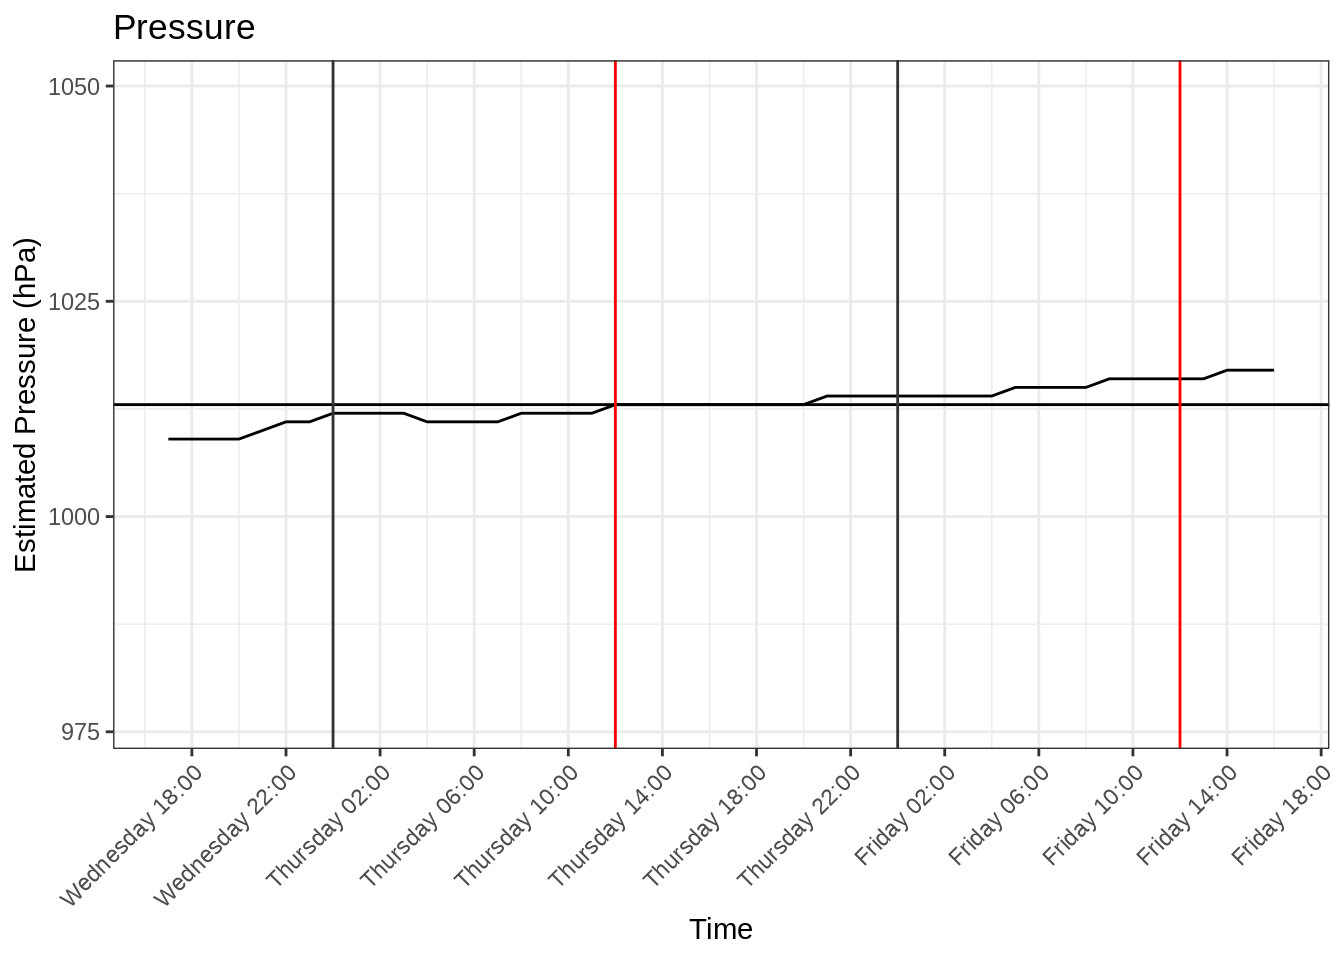 Pressure
Estimated Pressure (hPa)
1050
1025
1000
975
Wednesday 18:00
Wednesday 22:00
Thursday 02:00
Thursday 06:00
Thursday 10:00
Thursday 14:00
Thursday 18:00
Thursday 22:00
Friday 02:00
Friday 06:00
Friday 10:00
Friday 14:00
Friday 18:00
Time